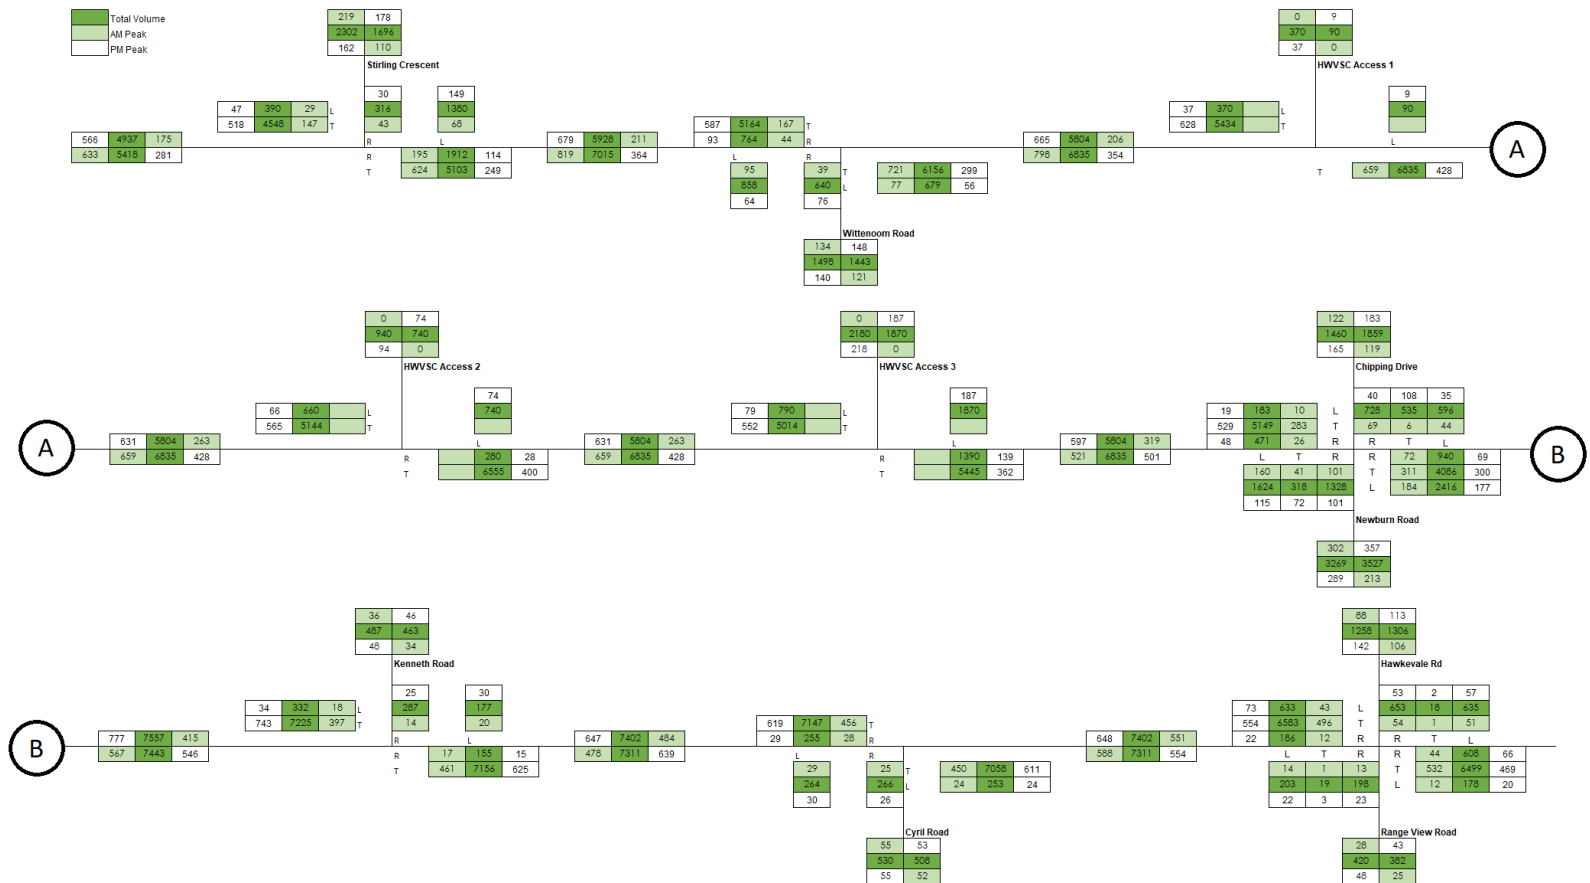 Total Volume
AM Peak
PM Peak
219 178
2302 1696
162 110
Stirling Crescent
0 9
370 90
37 0
HWVSC Access 1
30 149
316 1380
43 68
R L
47 390 29 L
518 4548 147 T
566 4937 175
633 5418 281
R 195 1912 114
T 624 5103 249
679 5928 211
819 7015 364
587 5164 167 T
93 764 44 R
L R
95 39 T
858 640 L
64 76
721 6156 299
77 679 56
Wittenoom Road
134 148
1498 1443
140 121
665 5804 206
798 6835 354
37 370 L
628 5434 T
9
90
L
T 659 6835 428
A
0 74
940 740
94 0
HWVSC Access 2
0 187
2180 1870
218 0
HWVSC Access 3
122 183
1460 1859
165 119
Chipping Drive
A
631 5804 263
659 6835 428
66 660 L
565 5144 T
74
740
L
R 280 28
T 6555 400
631 5804 263
659 6835 428
79 790 L
552 5014 T
187
1870
L
R 1390 139
T 5445 362
597 5804 319
521 6835 501
19 183 10 L
529 5149 283 T
48 471 26 R
40 108 35
728 535 596
69 6 44
R T L
L T R
160 41 101
1624 318 1328
115 72 101
R 72 940 69
T 311 4086 300
L 184 2416 177
B
Newburn Road
302 357
3269 3527
289 213
36 46
487 463
48 34
Kenneth Road
88 113
1258 1306
142 106
Hawkevale Rd
B
777 7557 415
567 7443 546
34 332 18 L
743 7225 397 T
25 30
287 177
14 20
R L
R 17 155 15
T 461 7156 625
647 7402 484
478 7311 639
619 7147 456 T
29 255 28 R
L R
29 25 T
264 266 L
30 26
450 7058 611
24 253 24
Cyril Road
55 53
530 508
55 52
648 7402 551
588 7311 554
73 633 43 L
554 6583 496 T
22 186 12 R
53 2 57
653 18 635
54 1 51
R T L
L T R
14 1 13
203 19 198
22 3 23
R 44 608 66
T 532 6499 469
L 12 178 20
Range View Road
28 43
420 382
48 25